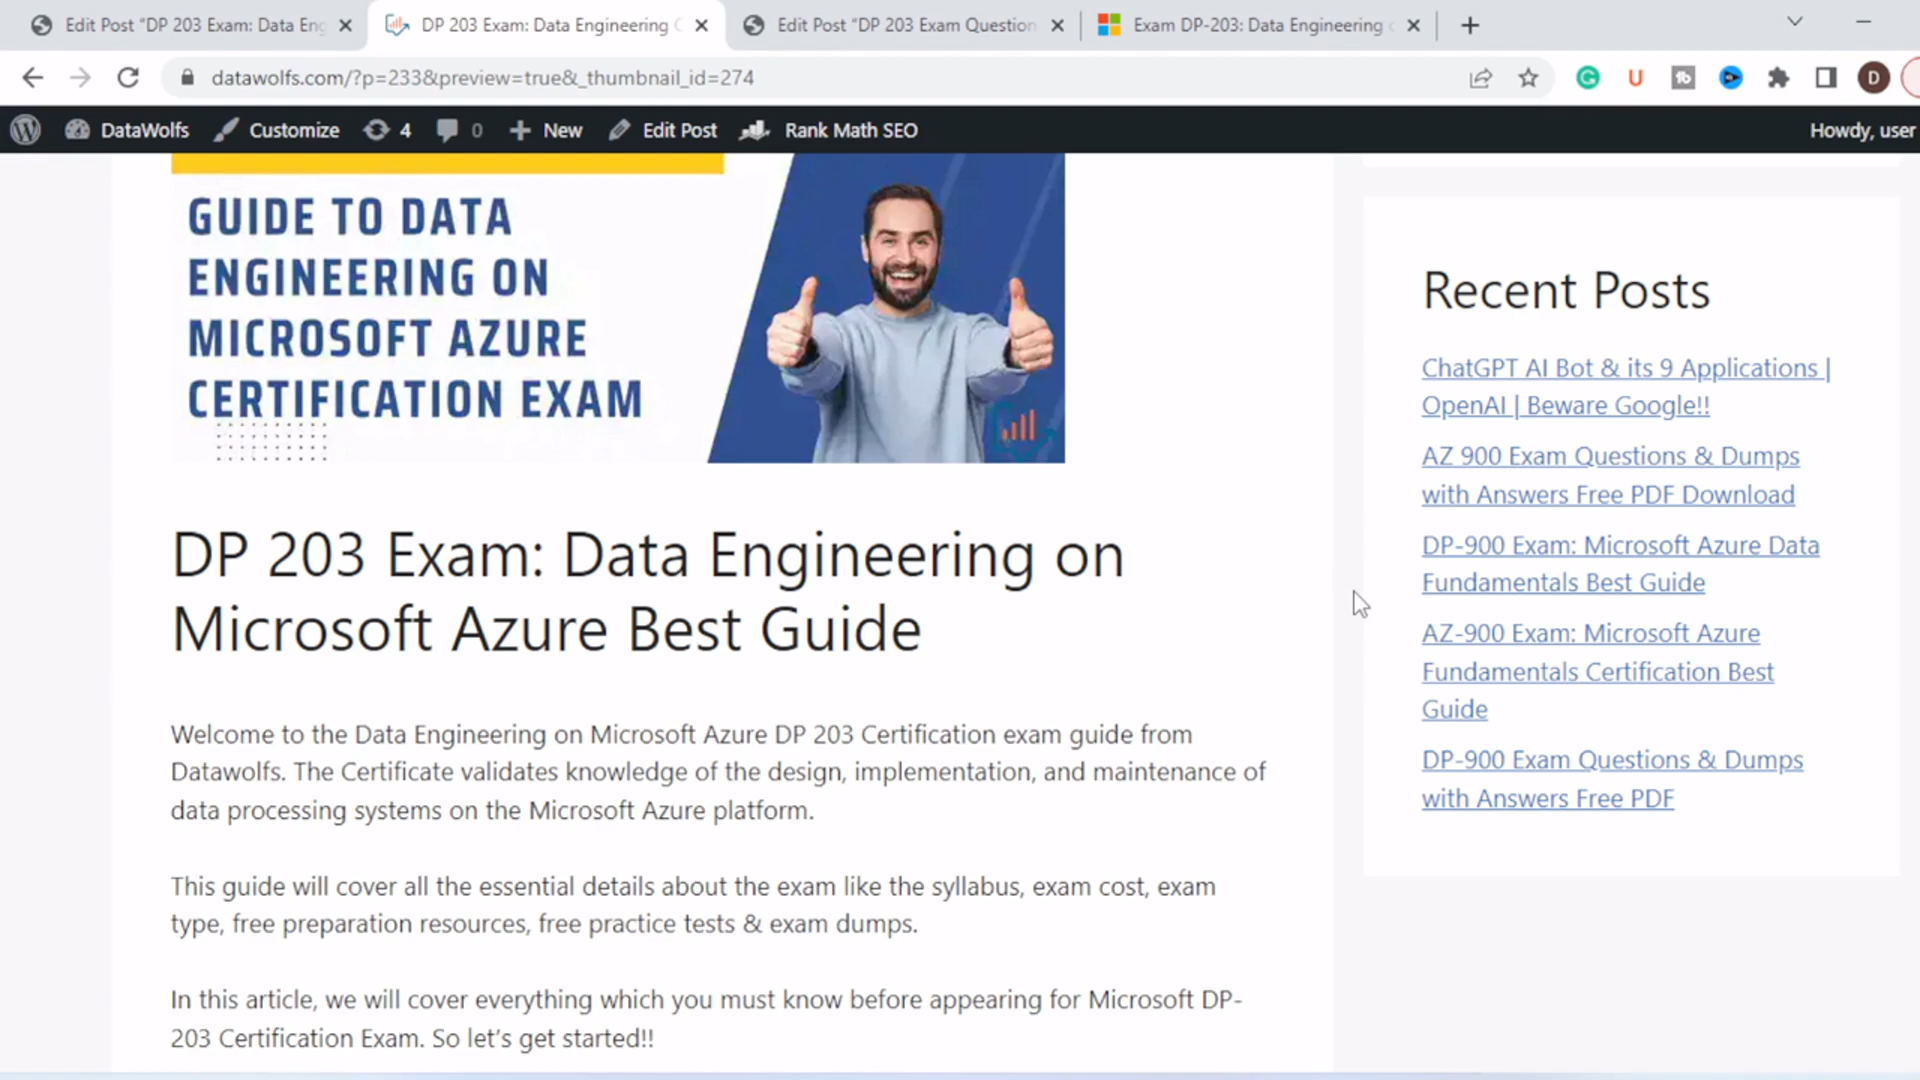 Edit Post "DP 203 Exam: Data Eng
DP 203 Exam: Data Engineering
Edit Post "DP 203 Exam Question
Exam DP-203: Data Engineering
datawolfs.com/?p=233&preview=true&_thumbnail_id=274
D
DataWolfs
Customize
4
0
New
Edit Post
Rank Math SEO
Howdy, user
GUIDE TO DATA
ENGINEERING ON
MICROSOFT AZURE
CERTIFICATION EXAM
DP 203 Exam: Data Engineering on
Microsoft Azure Best Guide
Welcome to the Data Engineering on Microsoft Azure DP 203 Certification exam guide from
Datawolfs. The Certificate validates knowledge of the design, implementation, and maintenance of
data processing systems on the Microsoft Azure platform.
This guide will cover all the essential details about the exam like the syllabus, exam cost, exam
type, free preparation resources, free practice tests & exam dumps.
In this article, we will cover everything which you must know before appearing for Microsoft DP-
203 Certification Exam. So let's get started!!
Recent Posts
ChatGPT AI Bot & its 9 Applications |
OpenAI | Beware Google!!
AZ 900 Exam Questions & Dumps
with Answers Free PDF Download
DP-900 Exam: Microsoft Azure Data
Fundamentals Best Guide
AZ-900 Exam: Microsoft Azure
Fundamentals Certification Best
Guide
DP-900 Exam Questions & Dumps
with Answers Free PDF